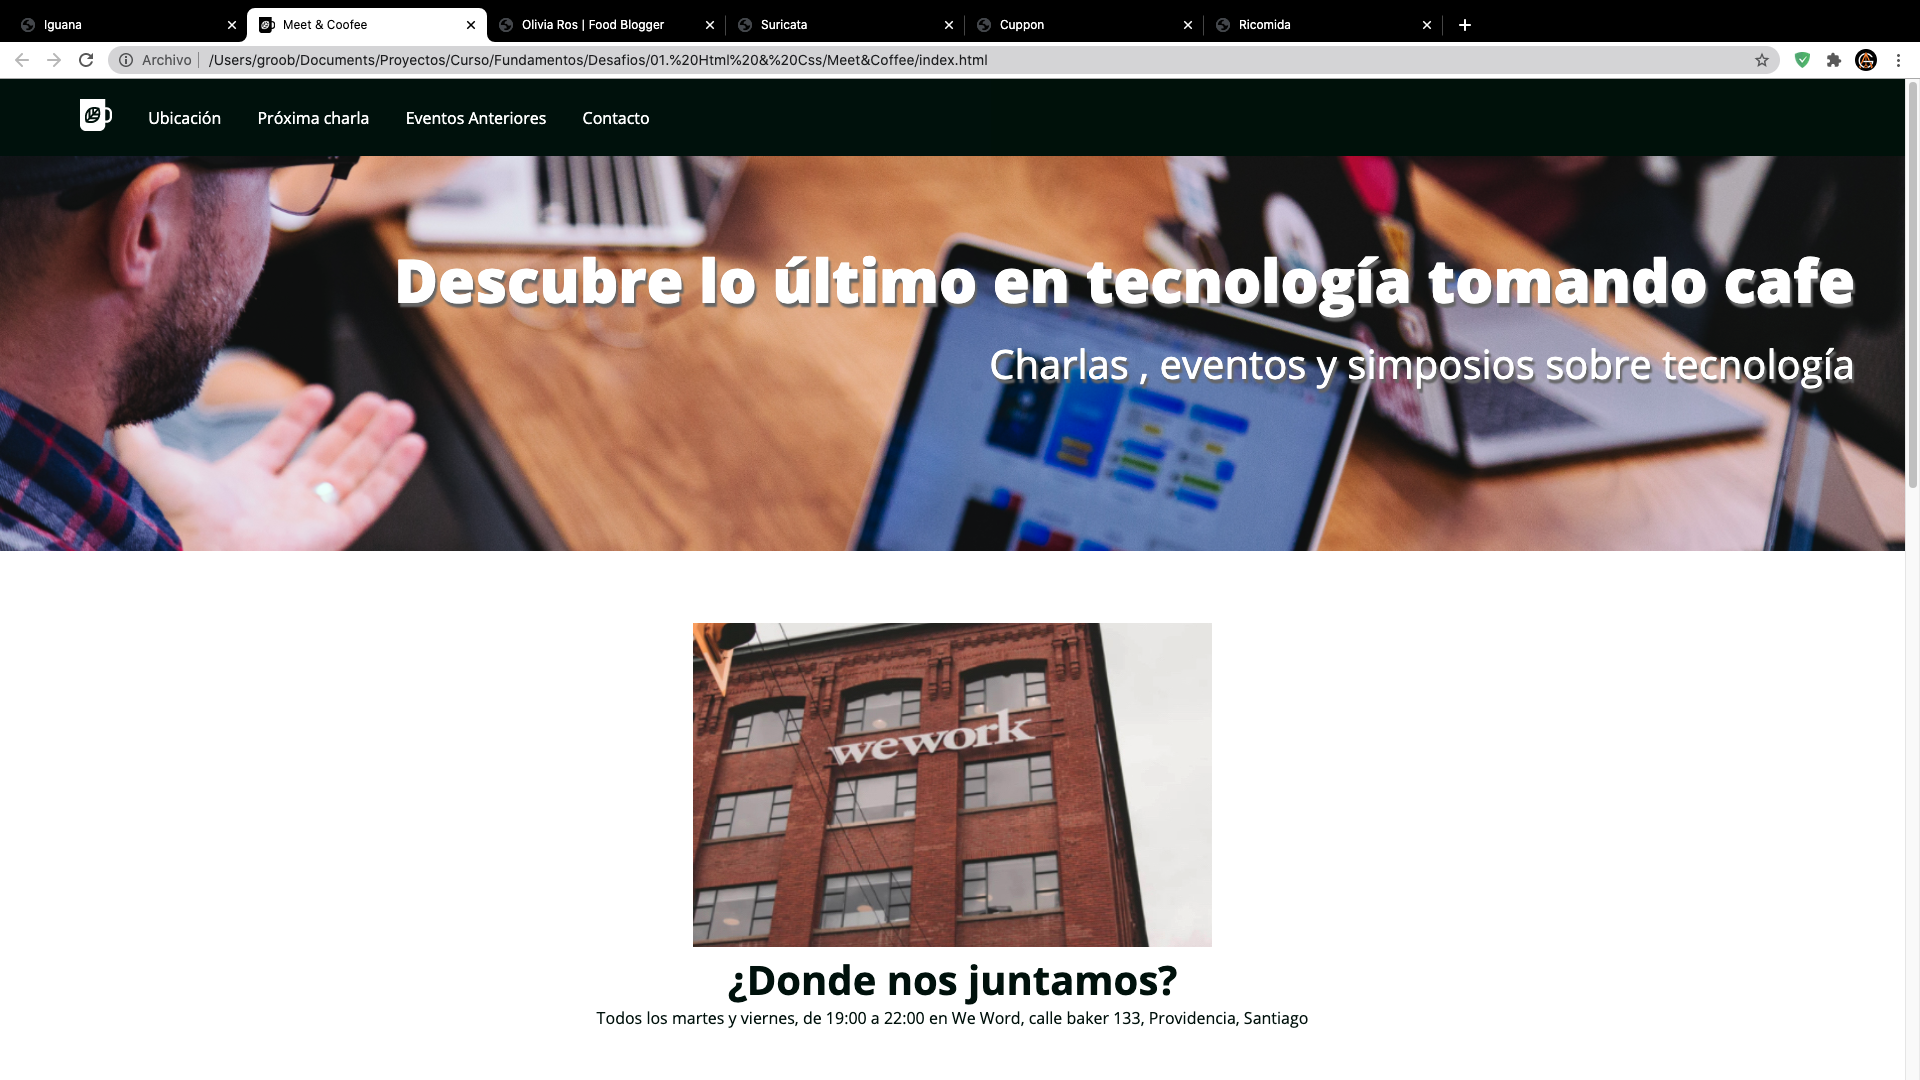 Iguana
Meet & Coofee
Olivia Ros | Food Blogger
Suricata
Cuppon
Ricomida
Archivo
/Users/groob/Documents/Proyectos/Curso/Fundamentos/Desafios/01.%20Html%20&%20Css/Meet&Coffee/index.html
Ubicación
Próxima charla
Eventos Anteriores
Contacto
Descubre lo último en tecnología tomando cafe
Charlas , eventos y simposios sobre tecnología
wework
¿Donde nos juntamos?
Todos los martes y viernes, de 19:00 a 22:00 en We Word, calle baker 133, Providencia, Santiago